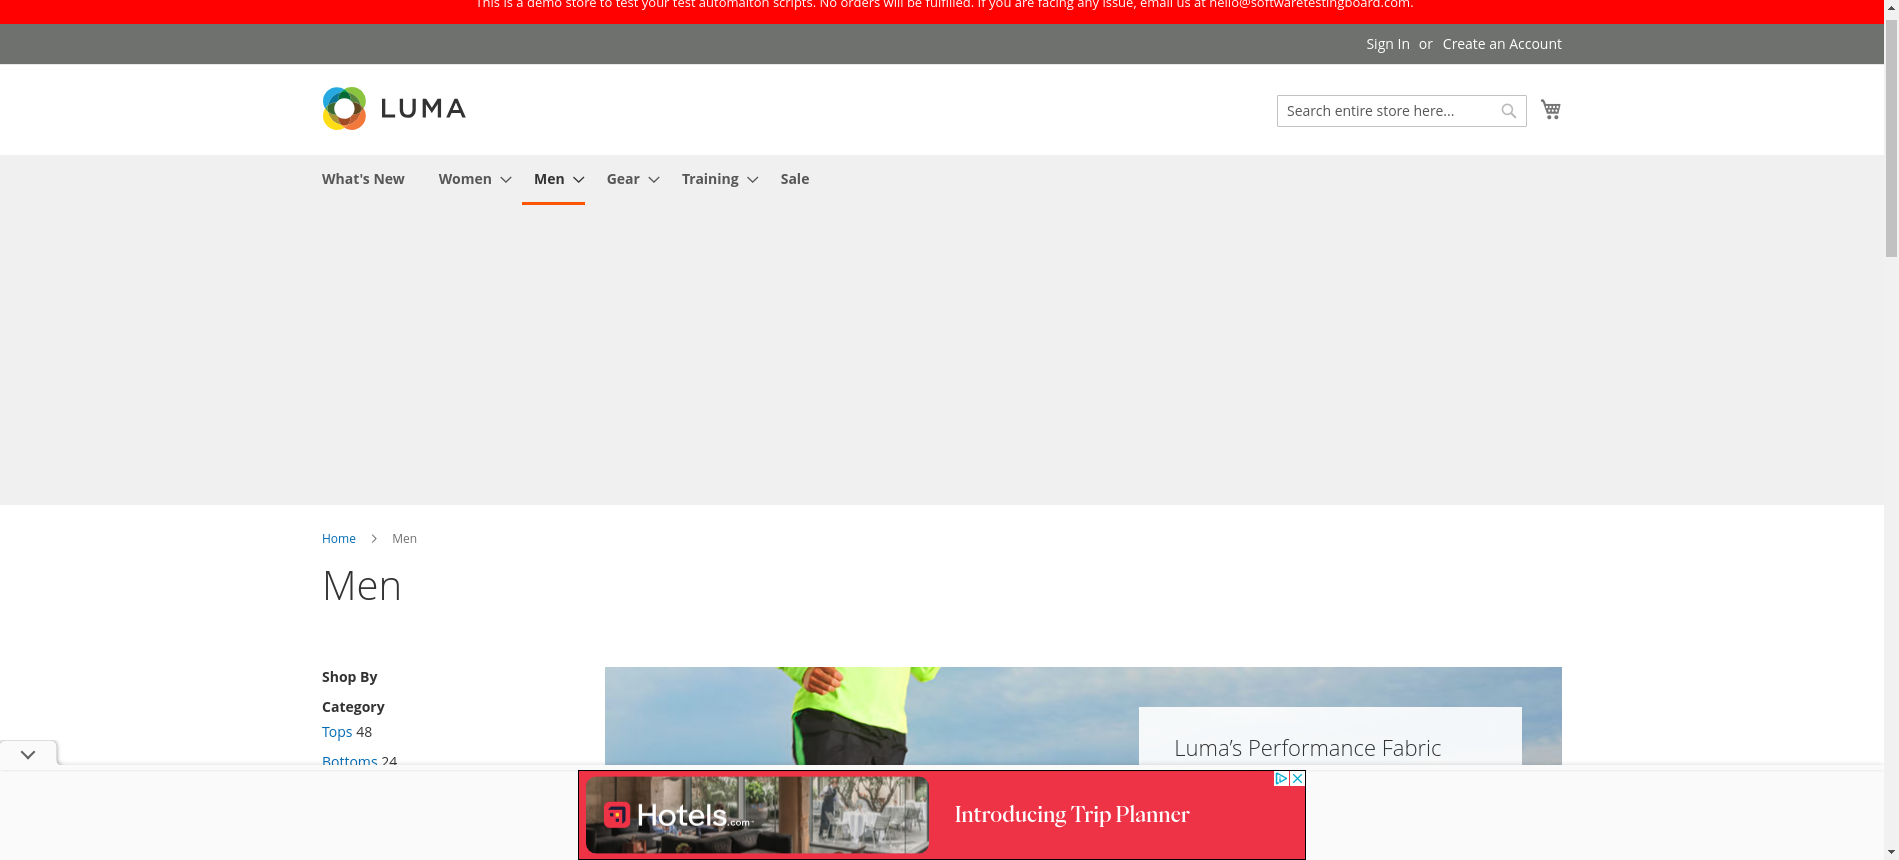 This is a demo store to test your test automaiton scripts. No orders will be fulfilled. If you are facing any issue, email us at hello@softwaretestingboard.com.
Sign In or Create an Account
LUMA
Search entire store here...
What's New Women Men Gear Training Sale
Home Men
Men
Shop By
Category
Tops 48
Bottoms 24
Luma’s Performance Fabric
Hotels.com
Introducing Trip Planner